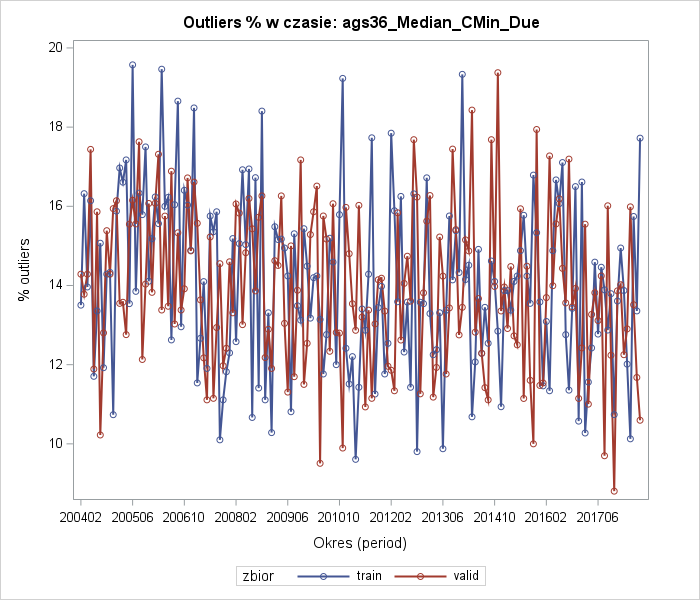 Outliers % w czasie: ags36_Median_CMin_Due
% outliers
20
18
16
14
12
10
200402 200506 200610 200802 200906 201010 201202 201306 201410 201602 201706
Okres (period)
zbior train valid